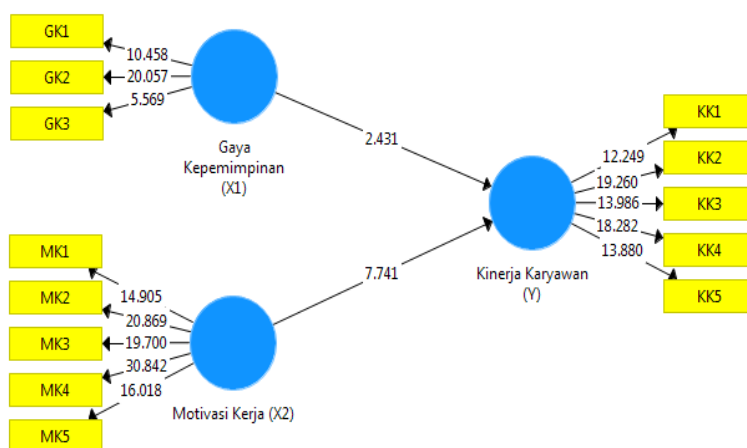 GK1
10.458
GK2
20.057
GK3
5.569
Gaya
Kepemimpinan
(X1)
2.431
MK1
14.905
MK2
20.869
MK3
19.700
MK4
30.842
MK5
16.018
Motivasi Kerja (X2)
7.741
Kinerja Karyawan
(Y)
KK1
12.249
KK2
19.260
KK3
13.986
KK4
18.282
KK5
13.880